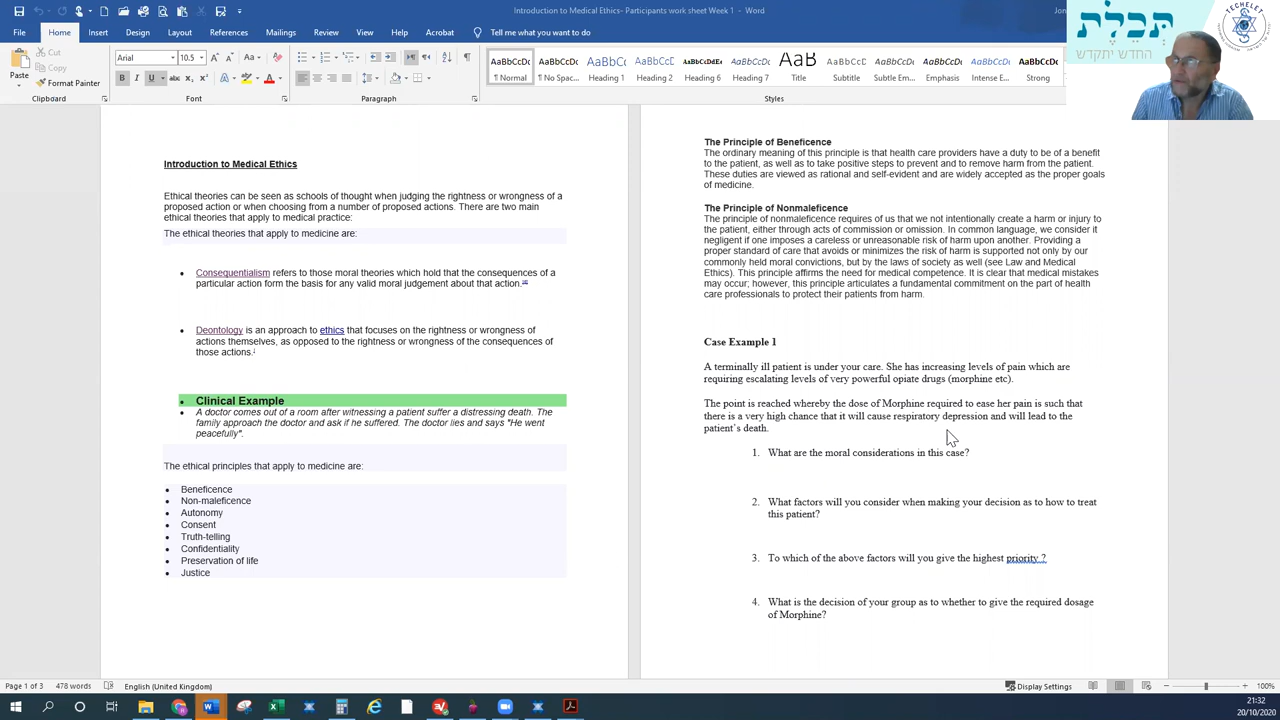 Introduction to Medical Ethics- Participants work sheet Week 1 - Word
Jon
תכלת
החדש יתקדש
TECHELET
File Home Insert Design Layout References Mailings Review View Help Acrobat Tell me what you want to do
Paste
Cut
Copy
Format Painter
Clipboard
Arial 10.5
Font
Paragraph
AaBbCcDc AaBbCcDc AaBbCc AaBbCcD AaBbCcDdE AaBbCcDc AaB AaBbCcD AaBbCcDc AaBbCcDc AaBbCcDc AaBbCcDc
¶ Normal ¶ No Spac... Heading 1 Heading 2 Heading 6 Heading 7 Title Subtitle Subtle Em... Emphasis Intense E... Strong
Styles
Introduction to Medical Ethics
Ethical theories can be seen as schools of thought when judging the rightness or wrongness of a
proposed action or when choosing from a number of proposed actions. There are two main
ethical theories that apply to medical practice:
The ethical theories that apply to medicine are:
• Consequentialism refers to those moral theories which hold that the consequences of a
particular action form the basis for any valid moral judgement about that action.
• Deontology is an approach to ethics that focuses on the rightness or wrongness of
actions themselves, as opposed to the rightness or wrongness of the consequences of
those actions.
• Clinical Example
• A doctor comes out of a room after witnessing a patient suffer a distressing death. The
family approach the doctor and ask if he suffered. The doctor lies and says "He went
peacefully".
The ethical principles that apply to medicine are:
• Beneficence
• Non-maleficence
• Autonomy
• Consent
• Truth-telling
• Confidentiality
• Preservation of life
• Justice
The Principle of Beneficence
The ordinary meaning of this principle is that health care providers have a duty to be of a benefit
to the patient, as well as to take positive steps to prevent and to remove harm from the patient.
These duties are viewed as rational and self-evident and are widely accepted as the proper goals
of medicine.
The Principle of Nonmaleficence
The principle of nonmaleficence requires of us that we not intentionally create a harm or injury to
the patient, either through acts of commission or omission. In common language, we consider it
negligent if one imposes a careless or unreasonable risk of harm upon another. Providing a
proper standard of care that avoids or minimizes the risk of harm is supported not only by our
commonly held moral convictions, but by the laws of society as well (see Law and Medical
Ethics). This principle affirms the need for medical competence. It is clear that medical mistakes
may occur; however, this principle articulates a fundamental commitment on the part of health
care professionals to protect their patients from harm.
Case Example 1
A terminally ill patient is under your care. She has increasing levels of pain which are
requiring escalating levels of very powerful opiate drugs (morphine etc).
The point is reached whereby the dose of Morphine required to ease her pain is such that
there is a very high chance that it will cause respiratory depression and will lead to the
patient's death.
1. What are the moral considerations in this case?
2. What factors will you consider when making your decision as to how to treat
this patient?
3. To which of the above factors will you give the highest priority ?
4. What is the decision of your group as to whether to give the required dosage
of Morphine?
Page 1 of 3 478 words English (United Kingdom) Display Settings 100%
21:32
20/10/2020